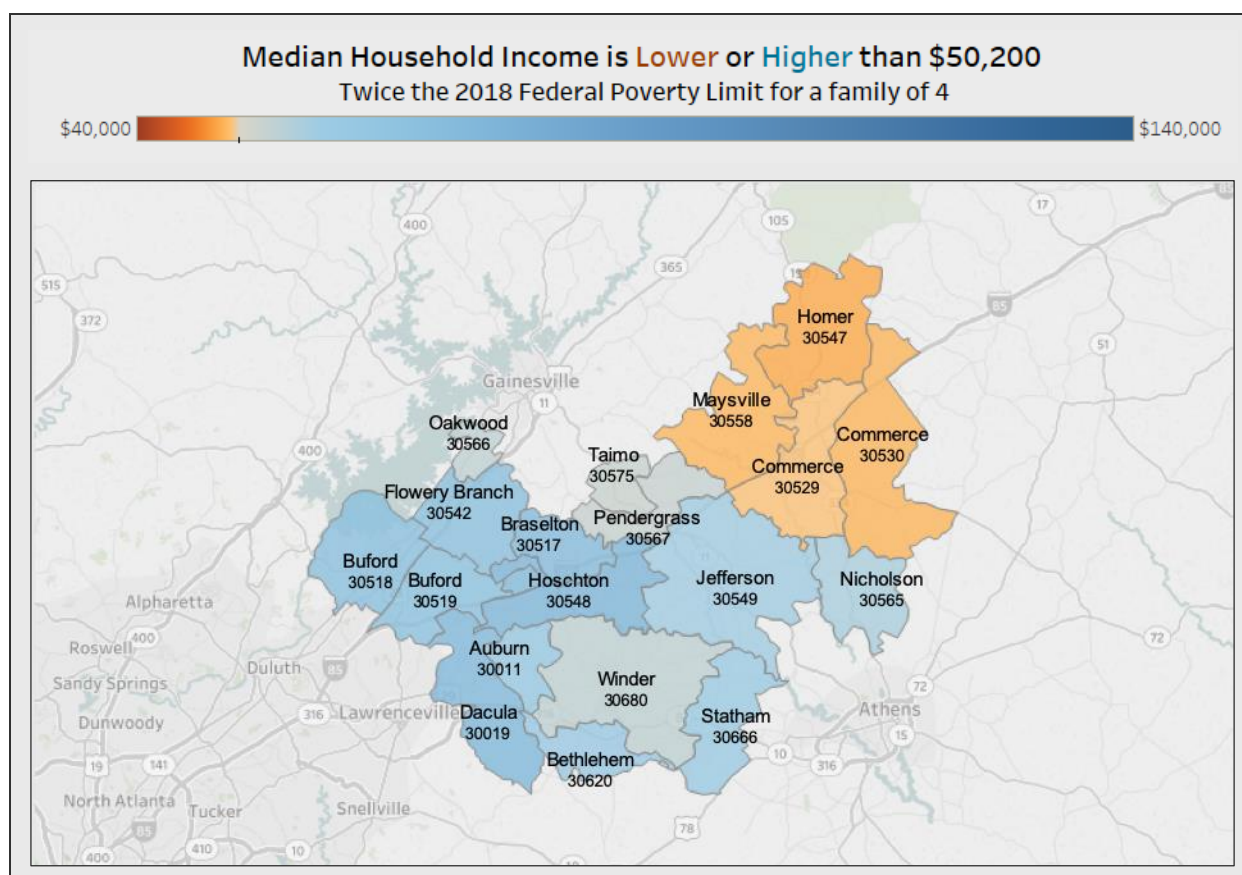 Median Household Income is Lower or Higher than $50,200
Twice the 2018 Federal Poverty Limit for a family of 4
$40,000
$140,000
400
105
17
85
365
19
515
85
372
51
Homer
30547
Gainesville
11
Maysville
30558
Oakwood
30566
Commerce
30530
400
Taimo
30575
Commerce
30529
Flowery Branch
30542
Braselton
30517
Pendergrass
30567
Buford
30518
Buford
30519
Hoschton
30548
Jefferson
30549
Nicholson
30565
Alpharetta
Roswell
400
72
Auburn
30011
Duluth
85
Sandy Springs
Winder
30680
72
316
Lawrenceville
Dacula
30019
Statham
30666
Athens
Dunwoody
15
Bethlehem
30620
10
316
19
141
North Atlanta
Tucker
Snellville
85
78
400
410
10
10